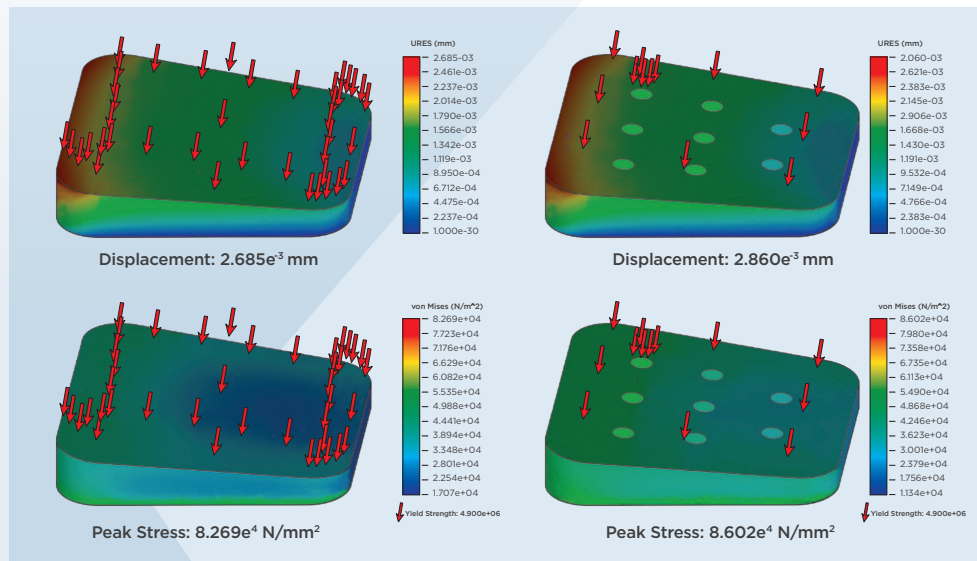 URES (mm)
2.685-03
2.461e-03
2.237e-03
2.014e-03
1.790e-03
1.566e-03
1.342e-03
1.119e-03
8.950e-04
6.712e-04
4.475e-04
2.237e-04
1.000e-30
Displacement: 2.685e-³ mm
URES (mm)
2.060e-03
2.621e-03
2.383e-03
2.145e-03
2.906e-03
1.668e-03
1.430e-03
1.191e-03
9.532e-04
7.149e-04
4.766e-04
2.383e-04
1.000e-30
Displacement: 2.860e-³ mm
von Mises (N/m^2)
8.269e+04
7.723e+04
7.176e+04
6.629e+04
6.082e+04
5.535e+04
4.988e+04
4.441e+04
3.894e+04
3.348e+04
2.801e+04
2.254e+04
1.707e+04
Yield Strength: 4.900e+06
Peak Stress: 8.269e⁴ N/mm²
von Mises (N/m^2)
8.602e+04
7.980e+04
7.358e+04
6.735e+04
6.113e+04
5.490e+04
4.868e+04
4.246e+04
3.623e+04
3.001e+04
2.379e+04
1.756e+04
1.134e+04
Yield Strength: 4.900e+06
Peak Stress: 8.602e⁴ N/mm²